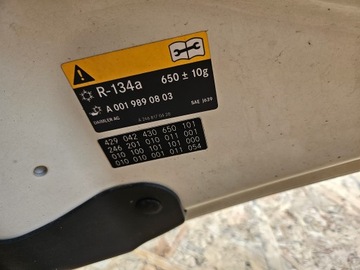 R-134a 650 ± 10g
A 001 989 08 03
DAIMLER AG SAE J639
429 042 430 650 101
246 201 010 011 001
010 100 101 101 000
010 010 001 011 054